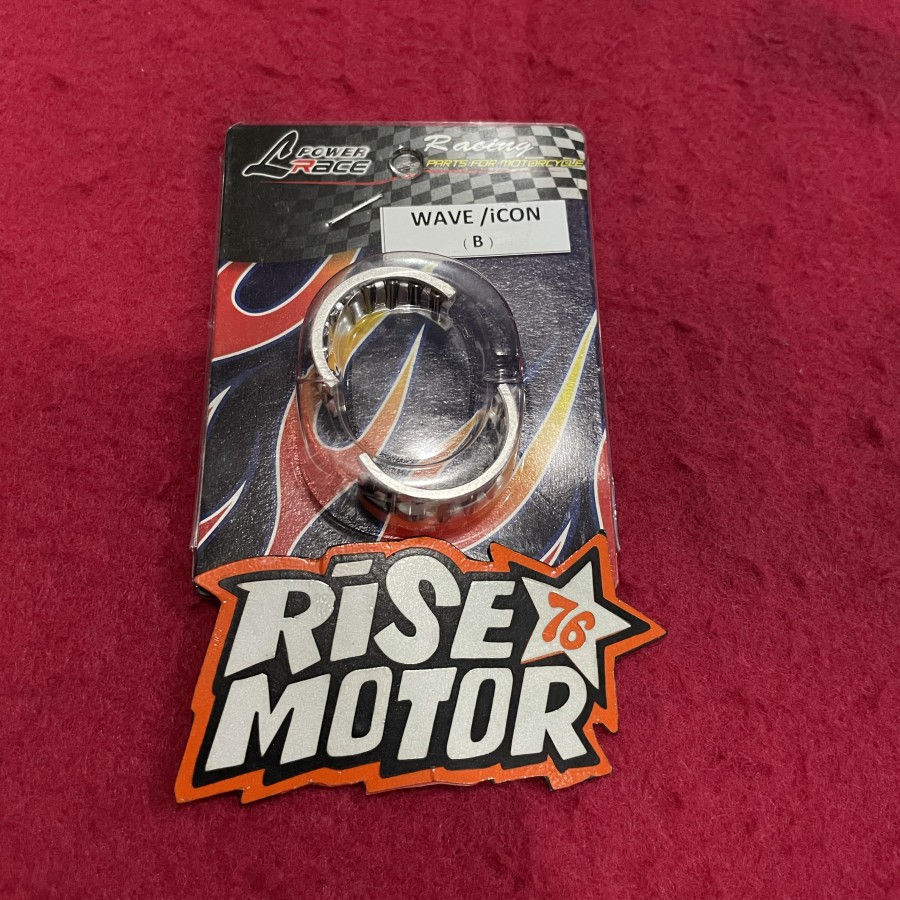 POWER
RACE
Racing
PARTS FOR MOTORCYCLE
WAVE /iCON
( B )
RiSE
76
MOTOR